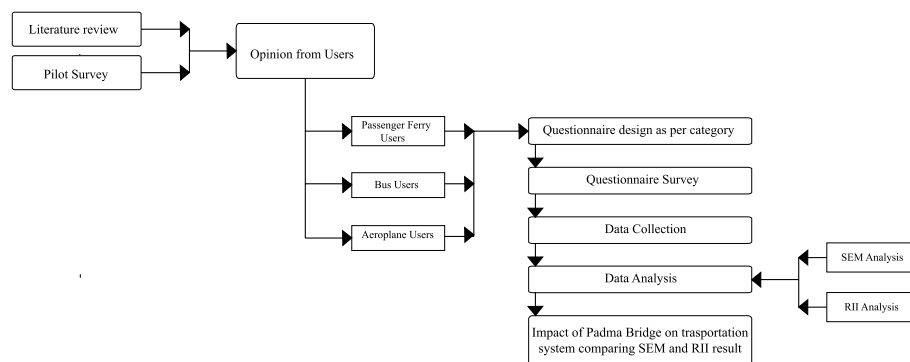 Literature review
Pilot Survey
Opinion from Users
Passenger Ferry
Users
Bus Users
Aeroplane Users
Questionnaire design as per category
Questionnaire Survey
Data Collection
Data Analysis
SEM Analysis
RII Analysis
Impact of Padma Bridge on trasportation
system comparing SEM and RII result